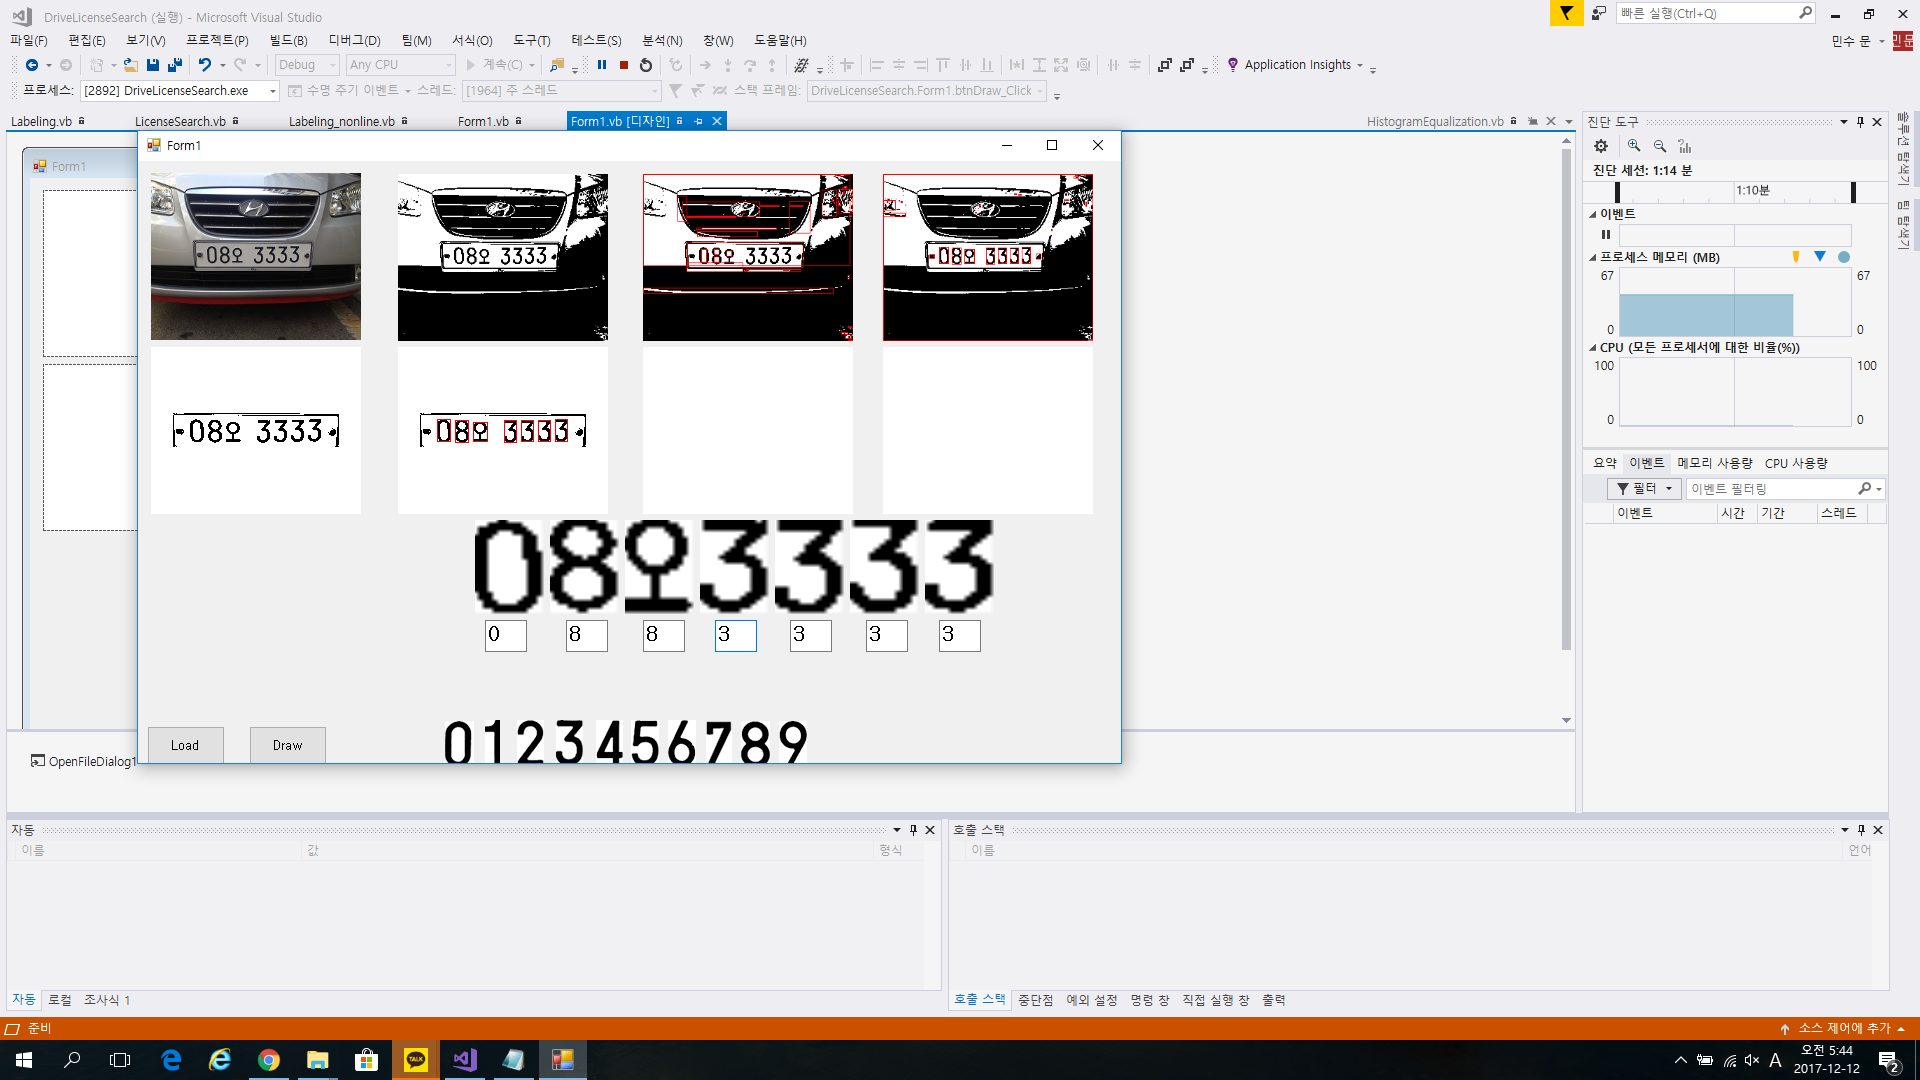 DriveLicenseSearch (실행) - Microsoft Visual Studio
빠른 실행(Ctrl+Q)
파일(F) 편집(E) 보기(V) 프로젝트(P) 빌드(B) 디버그(D) 팀(M) 서식(O) 도구(T) 테스트(S) 분석(N) 창(W) 도움말(H)
민수 문
민문
Debug Any CPU 계속(C) Application Insights
프로세스: [2892] DriveLicenseSearch.exe 수명 주기 이벤트 스레드: [1964] 주 스레드 스택 프레임: DriveLicenseSearch.Form1.btnDraw_Click
Labeling.vb LicenseSearch.vb Labeling_nonline.vb Form1.vb Form1.vb [디자인] HistogramEqualization.vb
Form1
Form1
08오 3333
08오 3333
08오 3333
08오 3333
08오 3333
08오 3333
08오3333
0 8 8 3 3 3 3
0123456789
Load Draw
OpenFileDialog1
진단 도구
진단 세션: 1:14 분
1:10분
이벤트
프로세스 메모리 (MB)
67 67
0 0
CPU (모든 프로세서에 대한 비율(%))
100 100
0 0
요약 이벤트 메모리 사용량 CPU 사용량
필터 이벤트 필터링
이벤트 시간 기간 스레드
솔루션 탐색기
팀 탐색기
자동
이름 값 형식
자동 로컬 조사식 1
호출 스택
이름 언어
호출 스택 중단점 예외 설정 명령 창 직접 실행 창 출력
준비
소스 제어에 추가
TALK
A
오전 5:44
2017-12-12
2